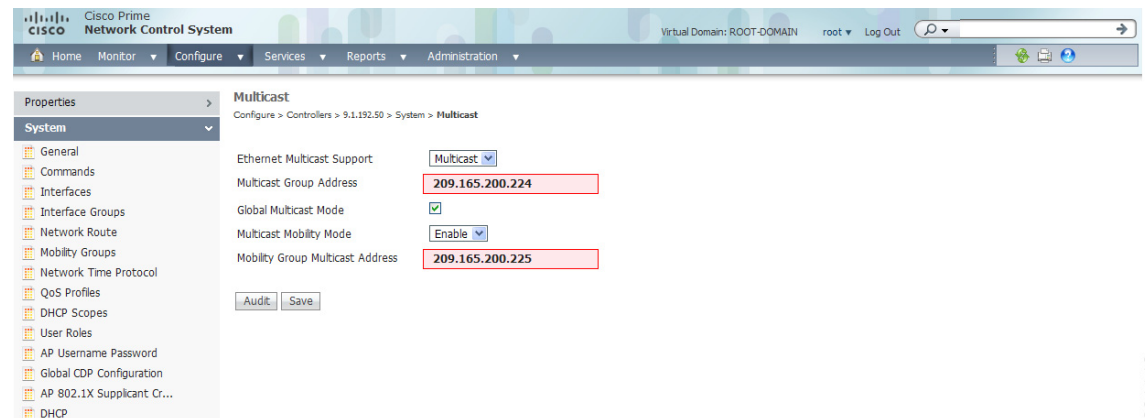 Cisco Prime
CISCO Network Control System
Virtual Domain: ROOT-DOMAIN root Log Out
Home Monitor Configure Services Reports Administration
Properties
System
General
Commands
Interfaces
Interface Groups
Network Route
Mobility Groups
Network Time Protocol
QoS Profiles
DHCP Scopes
User Roles
AP Username Password
Global CDP Configuration
AP 802.1X Supplicant Cr...
DHCP
Multicast
Configure > Controllers > 9.1.192.50 > System > Multicast
Ethernet Multicast Support Multicast
Multicast Group Address 209.165.200.224
Global Multicast Mode
Multicast Mobility Mode Enable
Mobility Group Multicast Address 209.165.200.225
Audit Save